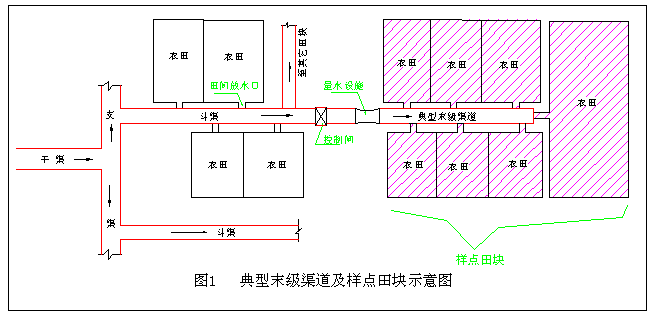 农田
农田
至其它田块
农田
农田
农田
农田
田间放水口
量水设施
支
斗渠
典型末级渠道
控制闸
干渠
农田
农田
农田
农田
农田
渠
斗渠
样点田块
图1 典型末级渠道及样点田块示意图